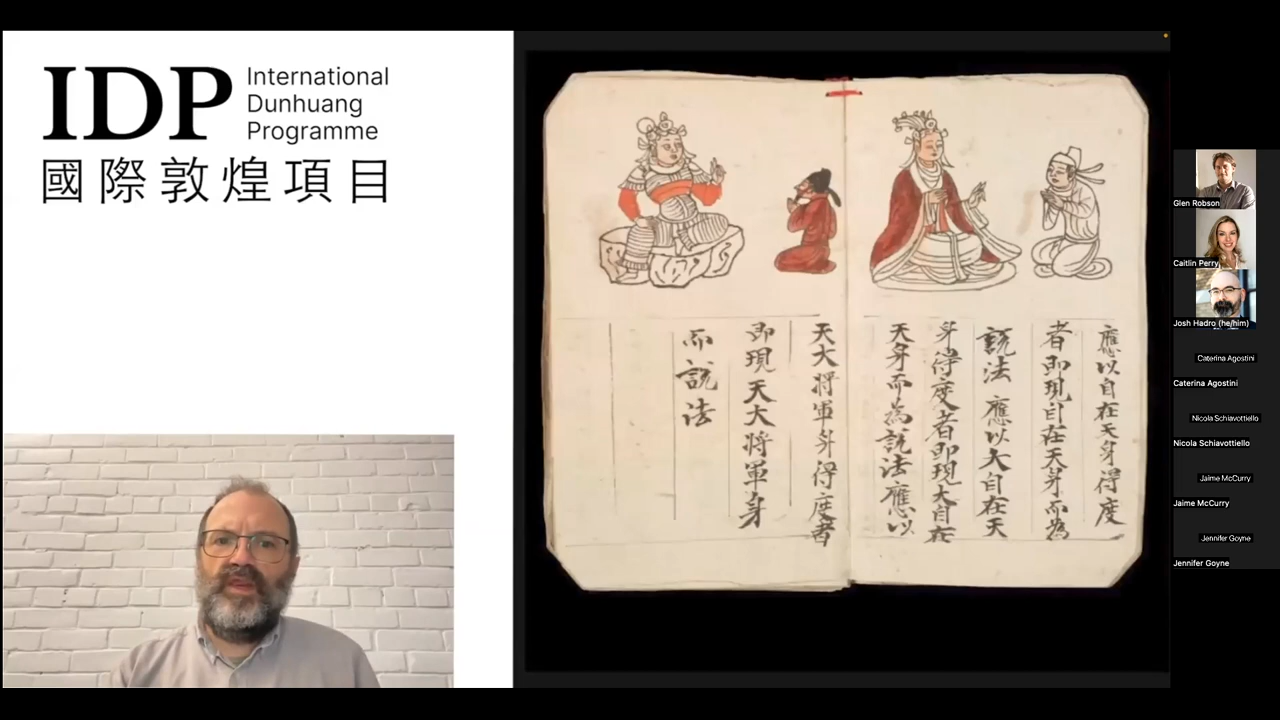 IDP
International
Dunhuang
Programme
國際敦煌項目
應以自在天身得度
者即現自在天身而為
說法 應以大自在天
身得度者即現大自在
天身而為說法應以
天大將軍身得度者
即現天大將軍身
而說法
Glen Robson
Caitlin Perry
Josh Hadro (he/him)
Caterina Agostini
Caterina Agostini
Nicola Schiavottiello
Nicola Schiavottiello
Jaime McCurry
Jaime McCurry
Jennifer Goyne
Jennifer Goyne